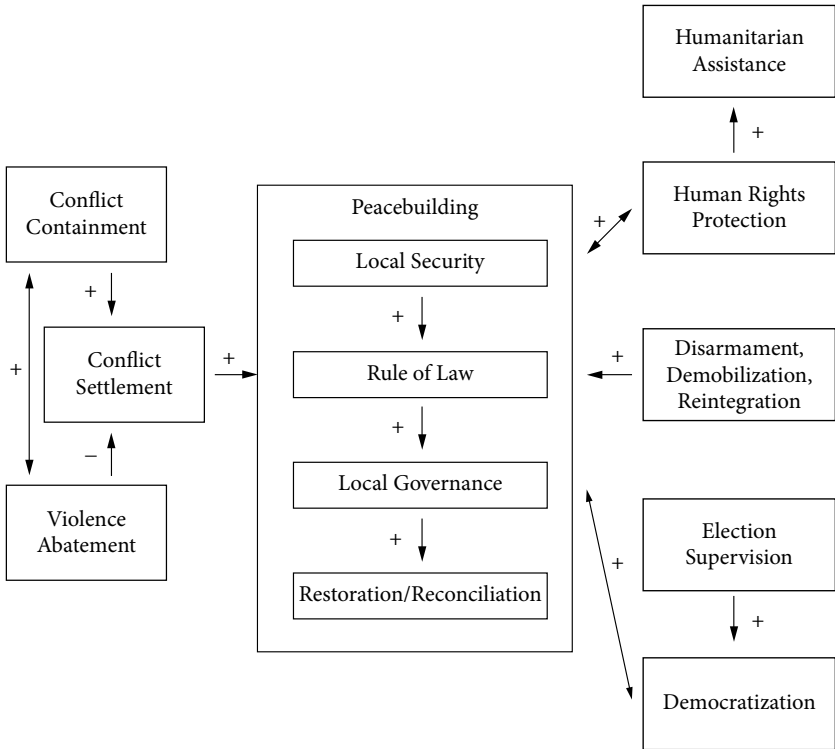 Humanitarian
Assistance
+
Human Rights
Protection
+
Conflict
Containment
+
+
Conflict
Settlement
−
Violence
Abatement
+
Peacebuilding
Local Security
+
Rule of Law
+
Local Governance
+
Restoration/Reconciliation
+
Disarmament,
Demobilization,
Reintegration
Election
Supervision
+
+
Democratization